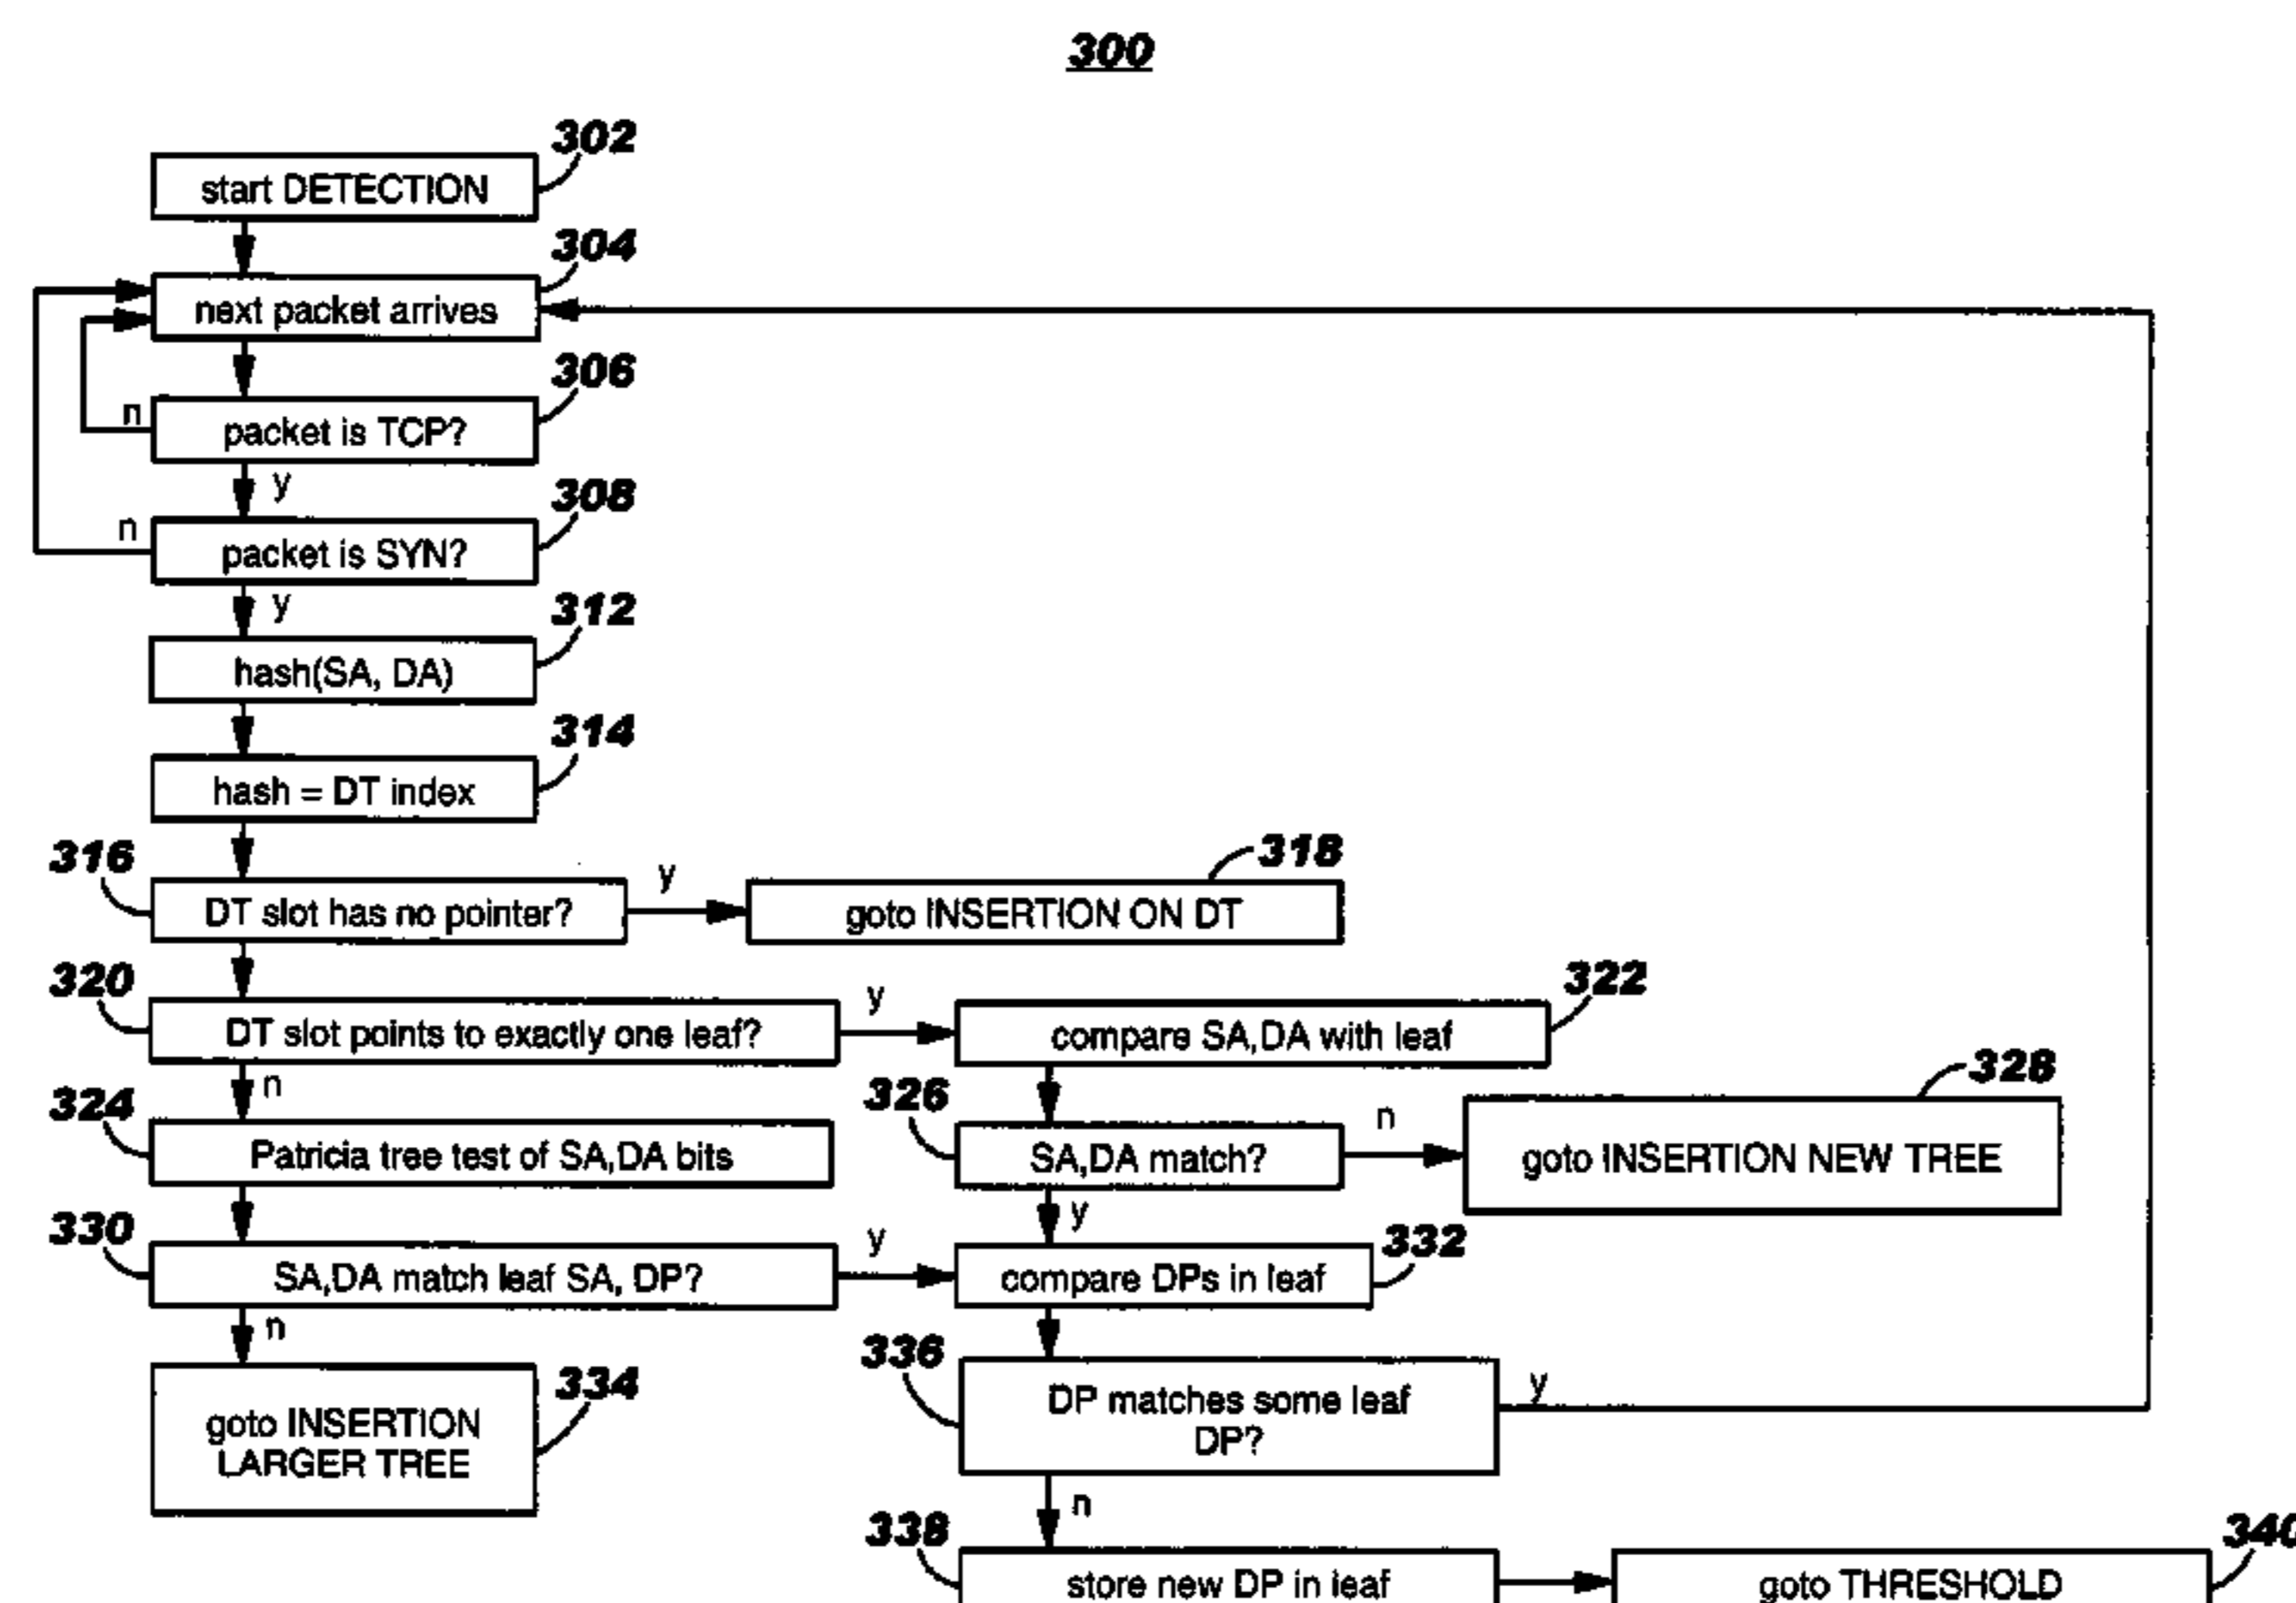 300
302
start DETECTION
304
next packet arrives
306
n
packet is TCP?
y
308
n
packet is SYN?
y
312
hash(SA, DA)
314
hash = DT index
316
DT slot has no pointer?
y
318
goto INSERTION ON DT
320
DT slot points to exactly one leaf?
y
322
compare SA,DA with leaf
n
324
Patricia tree test of SA,DA bits
326
SA,DA match?
n
328
goto INSERTION NEW TREE
y
330
SA,DA match leaf SA, DP?
y
332
compare DPs in leaf
n
334
goto INSERTION
LARGER TREE
336
DP matches some leaf
DP?
y
n
338
store new DP in leaf
340
goto THRESHOLD